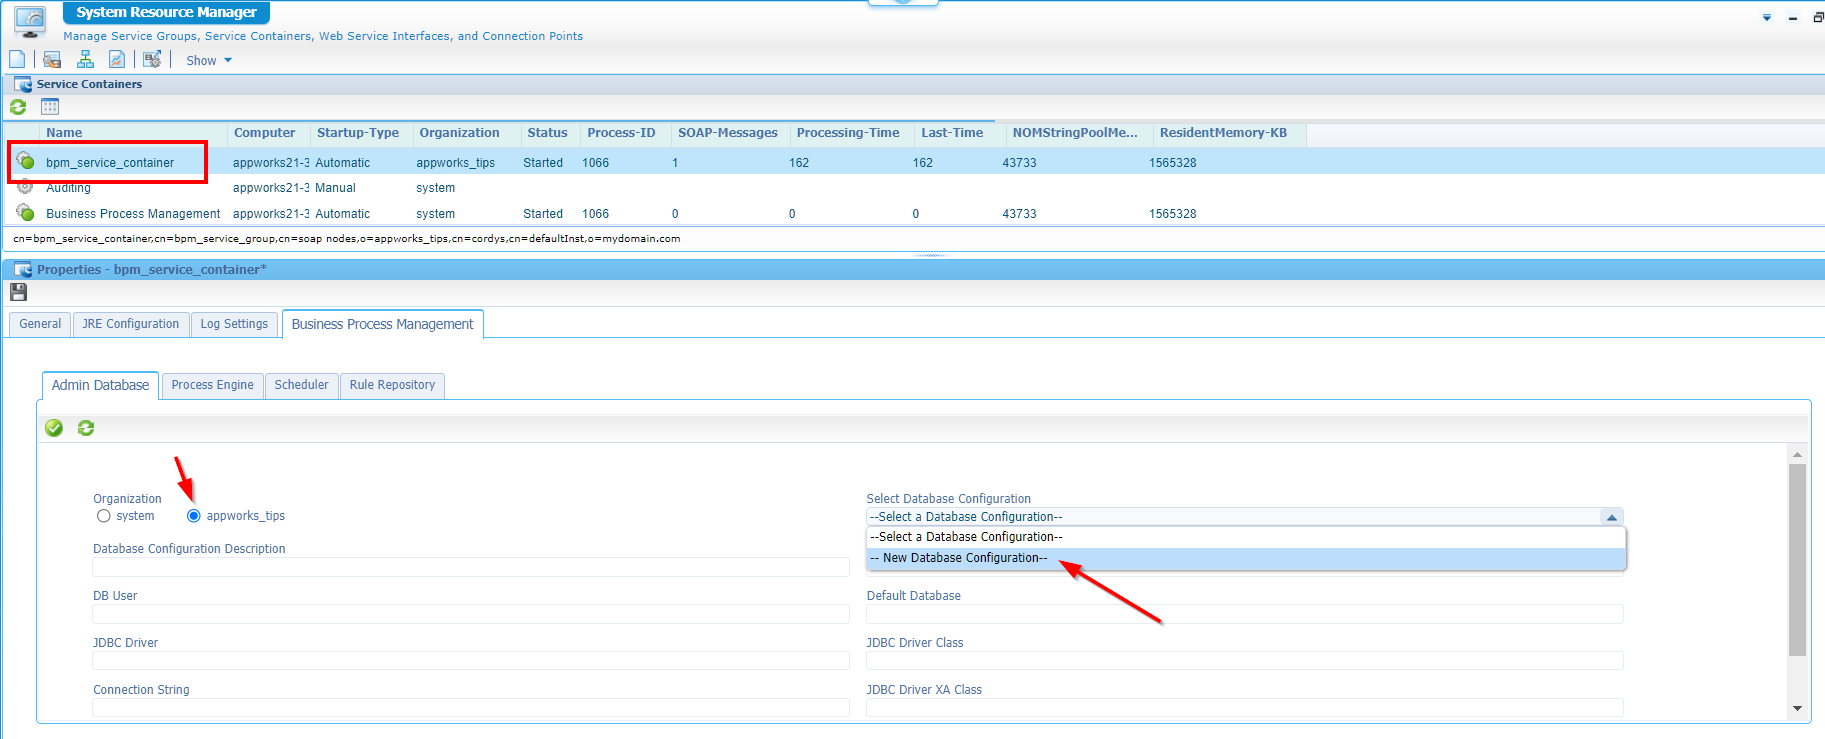 System Resource Manager
Manage Service Groups, Service Containers, Web Service Interfaces, and Connection Points
Show
Service Containers
Name Computer Startup-Type Organization Status Process-ID SOAP-Messages Processing-Time Last-Time NOMStringPoolMe... ResidentMemory-KB
bpm_service_container appworks21-3 Automatic appworks_tips Started 1066 1 162 162 43733 1565328
Auditing appworks21-3 Manual system
Business Process Management appworks21-3 Automatic system Started 1066 0 0 0 43733 1565328
cn=bpm_service_container,cn=bpm_service_group,cn=soap nodes,o=appworks_tips,cn=cordys,cn=defaultInst,o=mydomain.com
Properties - bpm_service_container*
General JRE Configuration Log Settings Business Process Management
Admin Database Process Engine Scheduler Rule Repository
Organization Select Database Configuration
system appworks_tips --Select a Database Configuration--
--Select a Database Configuration--
Database Configuration Description -- New Database Configuration--
DB User Default Database
JDBC Driver JDBC Driver Class
Connection String JDBC Driver XA Class